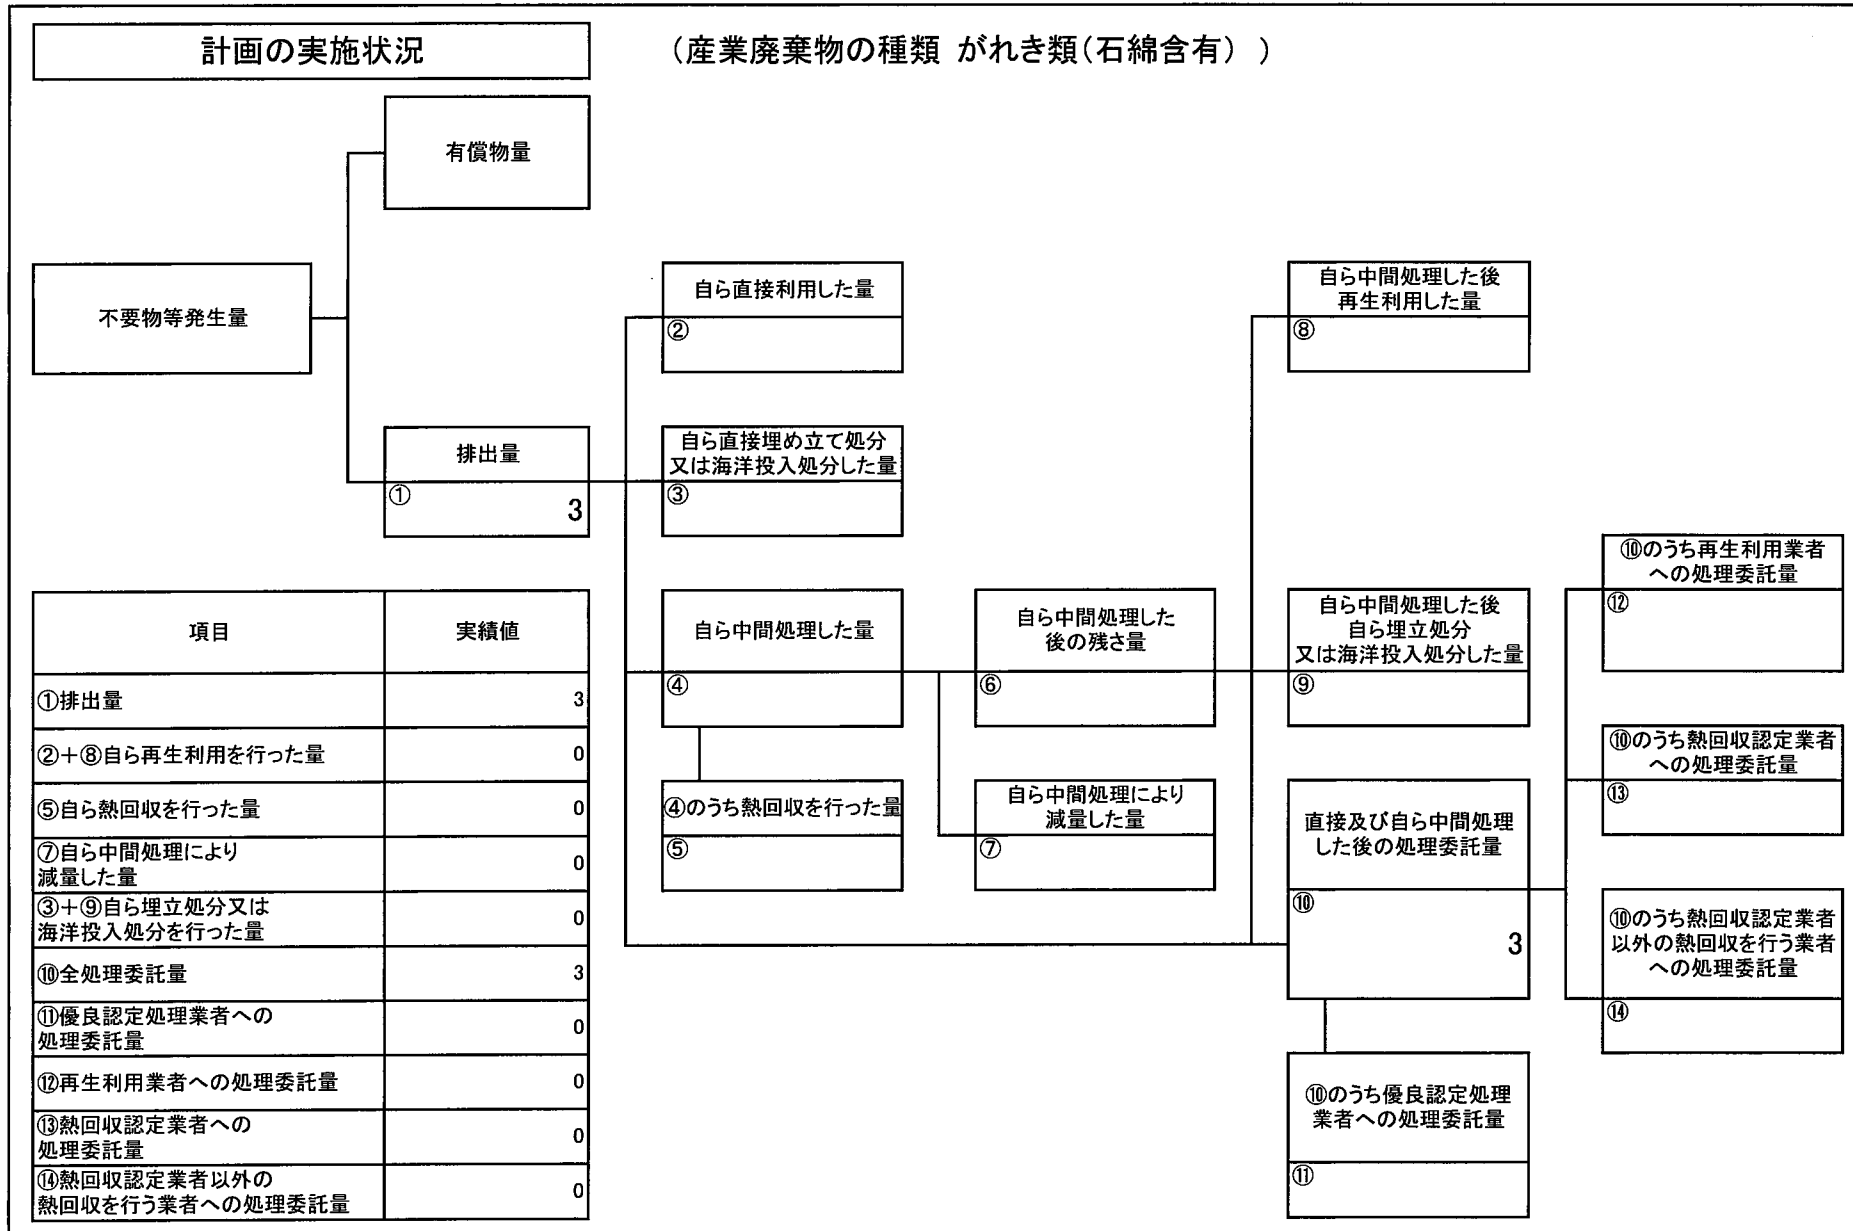 計画の実施状況
（産業廃棄物の種類 がれき類（石綿含有） ）
有償物量
不要物等発生量
排出量
①
3
自ら直接利用した量
②
自ら直接埋め立て処分
又は海洋投入処分した量
③
自ら中間処理した量
④
④のうち熱回収を行った量
⑤
自ら中間処理した
後の残さ量
⑥
自ら中間処理により
減量した量
⑦
自ら中間処理した後
再生利用した量
⑧
自ら中間処理した後
自ら埋立処分
又は海洋投入処分した量
⑨
直接及び自ら中間処理
した後の処理委託量
⑩
3
⑩のうち優良認定処理
業者への処理委託量
⑪
⑩のうち再生利用業者
への処理委託量
⑫
⑩のうち熱回収認定業者
への処理委託量
⑬
⑩のうち熱回収認定業者
以外の熱回収を行う業者
への処理委託量
⑭
項目 実績値
①排出量 3
②＋⑧自ら再生利用を行った量 0
⑤自ら熱回収を行った量 0
⑦自ら中間処理により
減量した量 0
③＋⑨自ら埋立処分又は
海洋投入処分を行った量 0
⑩全処理委託量 3
⑪優良認定処理業者への
処理委託量 0
⑫再生利用業者への処理委託量 0
⑬熱回収認定業者への
処理委託量 0
⑭熱回収認定業者以外の
熱回収を行う業者への処理委託量 0